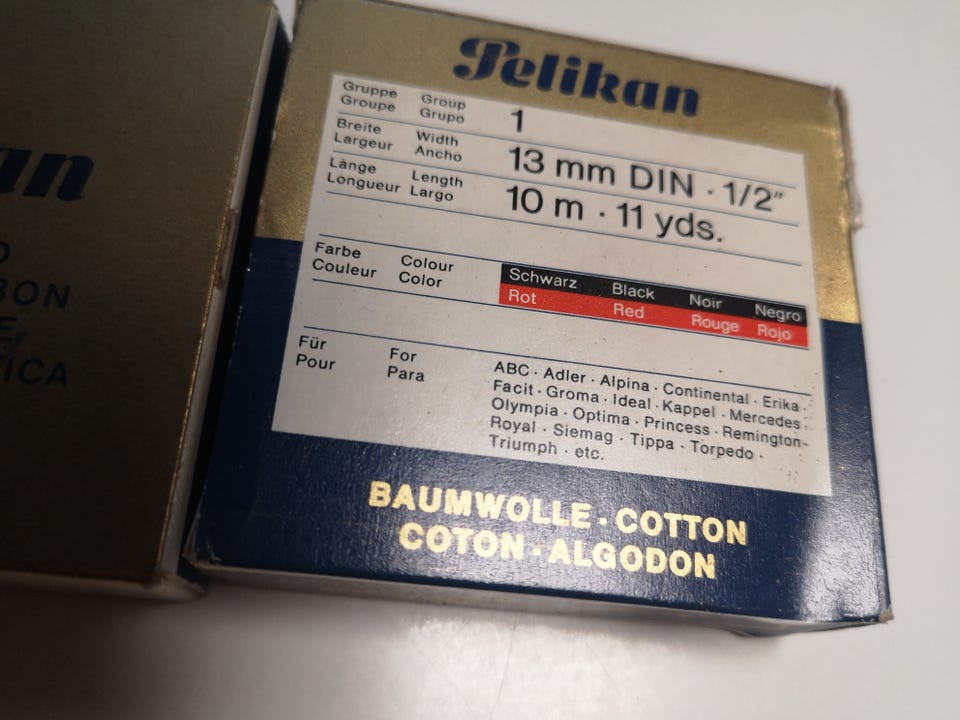 an
BON
ICA
Pelikan
Gruppe Group
Groupe Grupo
1
Breite Width
Largeur Ancho
13 mm DIN · 1/2"
Länge Length
Longueur Largo
10 m · 11 yds.
Farbe Colour
Couleur Color
Schwarz Black Noir Negro
Rot Red Rouge Rojo
Für For
Pour Para
ABC · Adler · Alpina · Continental · Erika ·
Facit · Groma · Ideal · Kappel · Mercedes ·
Olympia · Optima · Princess · Remington ·
Royal · Siemag · Tippa · Torpedo ·
Triumph · etc.
BAUMWOLLE · COTTON
COTON · ALGODON